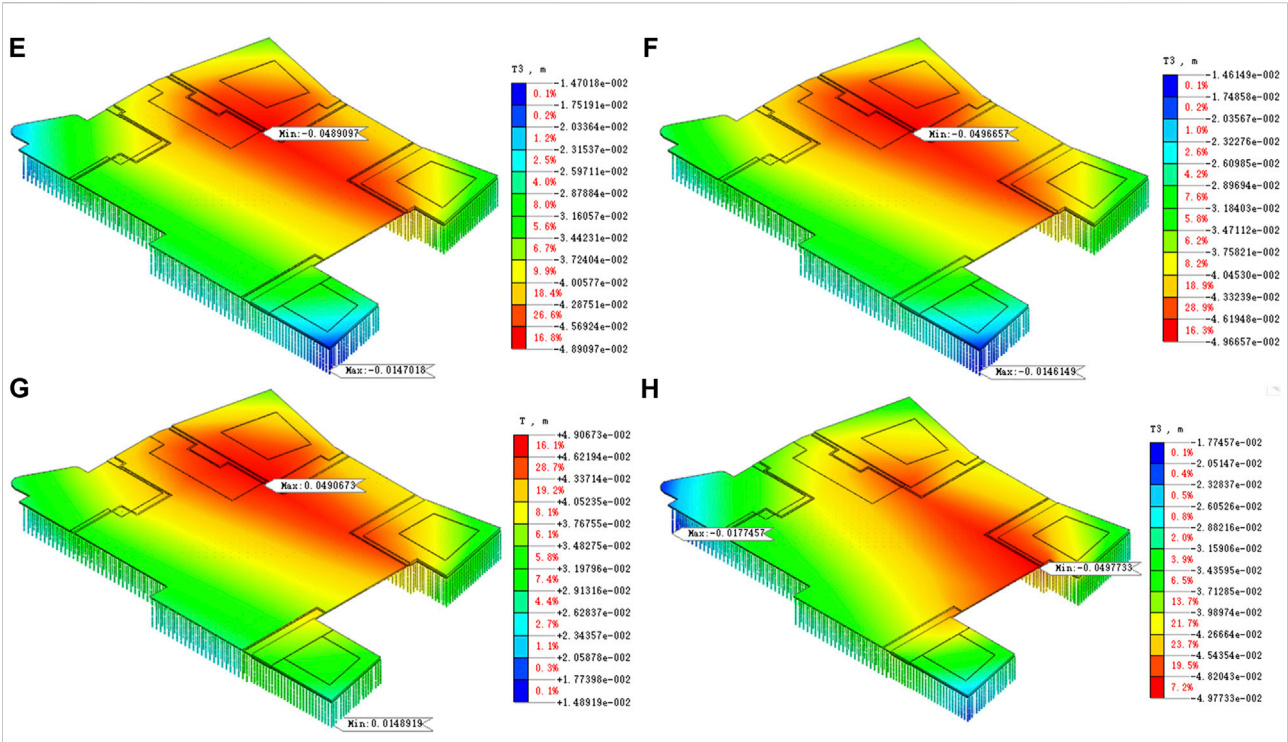 E
T3 , m
-1.47018e-002
0.1%
-1.75191e-002
0.2%
-2.03364e-002
1.2%
-2.31537e-002
2.5%
-2.59711e-002
4.0%
-2.87884e-002
8.0%
-3.16057e-002
5.6%
-3.44231e-002
6.7%
-3.72404e-002
9.9%
-4.00577e-002
18.4%
-4.28751e-002
26.6%
-4.56924e-002
16.8%
-4.89097e-002
Min:-0.0489097
Max:-0.0147018
F
T3 , m
-1.46149e-002
0.1%
-1.74858e-002
0.2%
-2.03567e-002
1.0%
-2.32276e-002
2.6%
-2.60985e-002
4.2%
-2.89694e-002
7.6%
-3.18403e-002
5.8%
-3.47112e-002
6.2%
-3.75821e-002
8.2%
-4.04530e-002
18.9%
-4.33239e-002
28.9%
-4.61948e-002
16.3%
-4.96657e-002
Min:-0.0496657
Max:-0.0146149
G
T , m
+4.90673e-002
16.1%
+4.62194e-002
28.7%
+4.33714e-002
19.2%
+4.05235e-002
8.1%
+3.76755e-002
6.1%
+3.48275e-002
5.8%
+3.19796e-002
7.4%
+2.91316e-002
4.4%
+2.62837e-002
2.7%
+2.34357e-002
1.1%
+2.05878e-002
0.3%
+1.77398e-002
0.1%
+1.48919e-002
Max:0.0490673
Min:0.0148919
H
T3 , m
-1.77457e-002
0.1%
-2.05147e-002
0.4%
-2.32837e-002
0.5%
-2.60526e-002
0.8%
-2.88216e-002
2.0%
-3.15906e-002
3.9%
-3.43595e-002
6.5%
-3.71285e-002
13.7%
-3.98974e-002
21.7%
-4.26664e-002
23.7%
-4.54354e-002
19.5%
-4.82043e-002
7.2%
-4.97733e-002
Max:-0.0177457
Min:-0.0497733